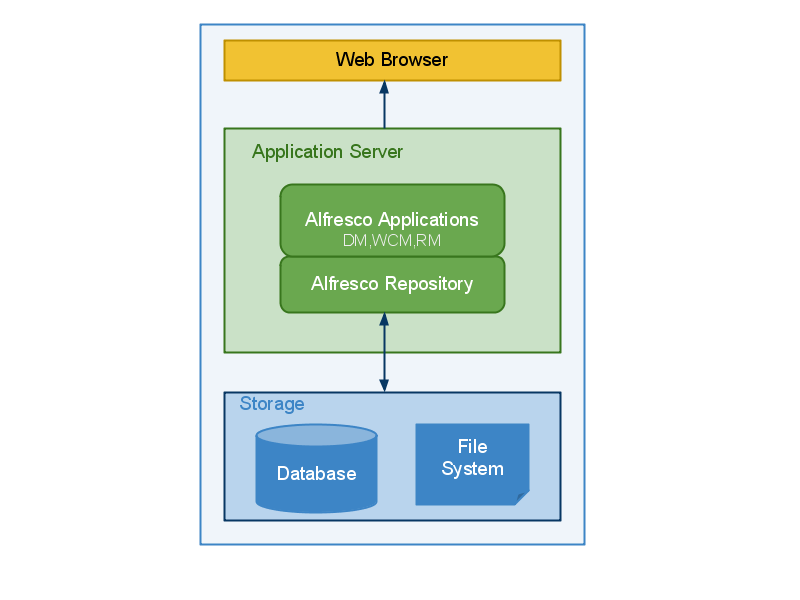 Web Browser
Application Server
Alfresco Applications
DM,WCM,RM
Alfresco Repository
Storage
Database
File
System